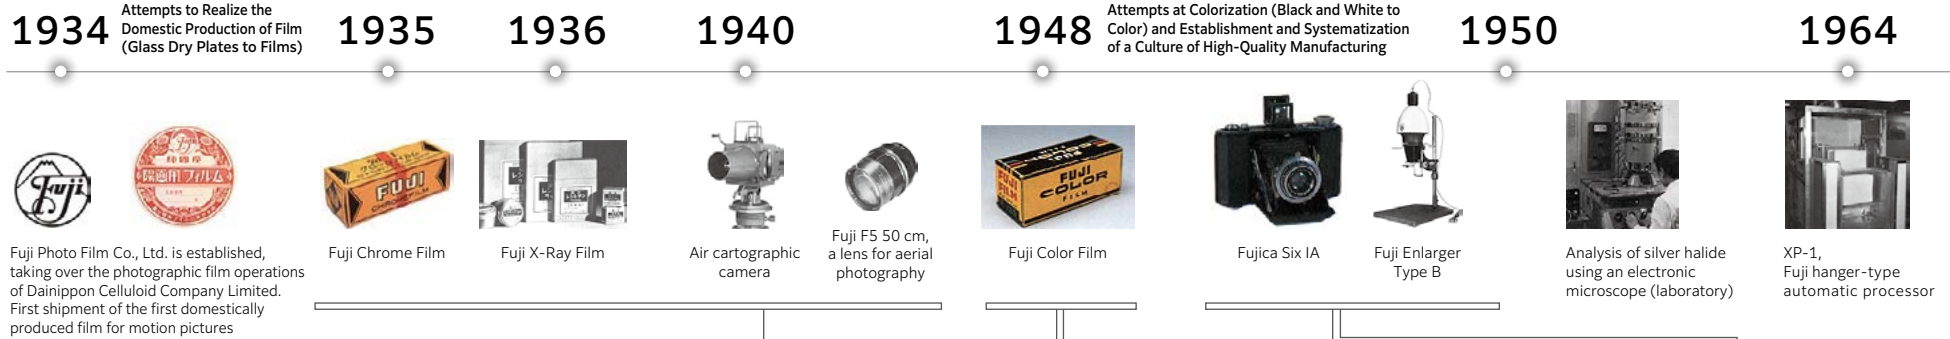 1934
Attempts to Realize the
Domestic Production of Film
(Glass Dry Plates to Films)
1935
1936
1940
1948
Attempts at Colorization (Black and White to
Color) and Establishment and Systematization
of a Culture of High-Quality Manufacturing
1950
1964
Fuji
FUJI
FUJI
COLOR
FILM
Fuji Photo Film Co., Ltd. is established,
taking over the photographic film operations
of Dainippon Celluloid Company Limited.
First shipment of the first domestically
produced film for motion pictures
Fuji Chrome Film
Fuji X-Ray Film
Air cartographic
camera
Fuji F5 50 cm,
a lens for aerial
photography
Fuji Color Film
Fujica Six IA
Fuji Enlarger
Type B
Analysis of silver halide
using an electronic
microscope (laboratory)
XP-1,
Fuji hanger-type
automatic processor